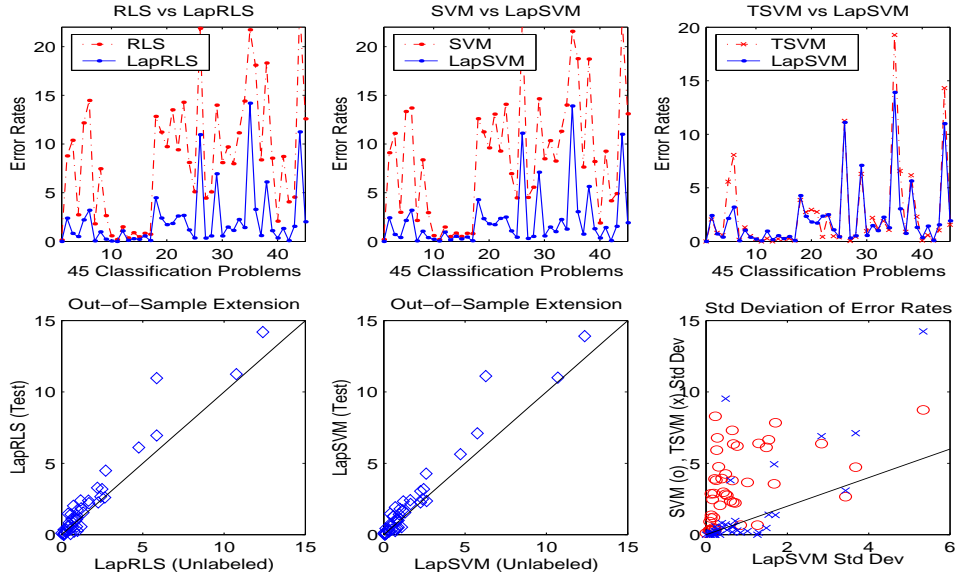 RLS vs LapRLS
Error Rates
20
15
10
5
0
RLS
LapRLS
10 20 30 40
45 Classification Problems
SVM vs LapSVM
Error Rates
20
15
10
5
0
SVM
LapSVM
10 20 30 40
45 Classification Problems
TSVM vs LapSVM
Error Rates
20
15
10
5
0
TSVM
LapSVM
10 20 30 40
45 Classification Problems
Out−of−Sample Extension
LapRLS (Test)
15
10
5
0
0 5 10 15
LapRLS (Unlabeled)
Out−of−Sample Extension
LapSVM (Test)
15
10
5
0
0 5 10 15
LapSVM (Unlabeled)
Std Deviation of Error Rates
SVM (o) , TSVM (x) Std Dev
15
10
5
0
0 2 4 6
LapSVM Std Dev